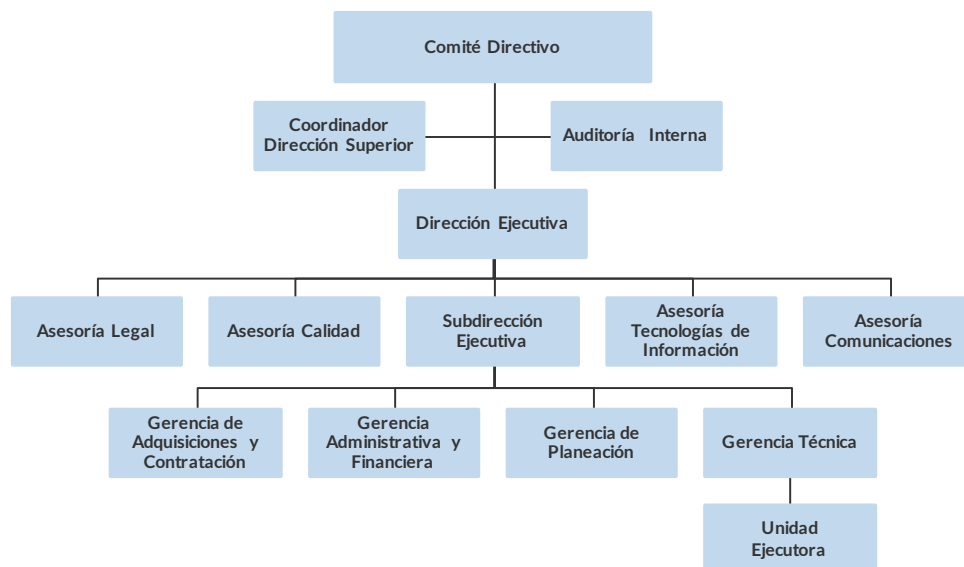 Comité Directivo
Coordinador
Dirección Superior
Auditoría Interna
Dirección Ejecutiva
Asesoría Legal
Asesoría Calidad
Subdirección
Ejecutiva
Asesoría
Tecnologías de
Información
Asesoría
Comunicaciones
Gerencia de
Adquisiciones y
Contratación
Gerencia
Administrativa y
Financiera
Gerencia de
Planeación
Gerencia Técnica
Unidad
Ejecutora